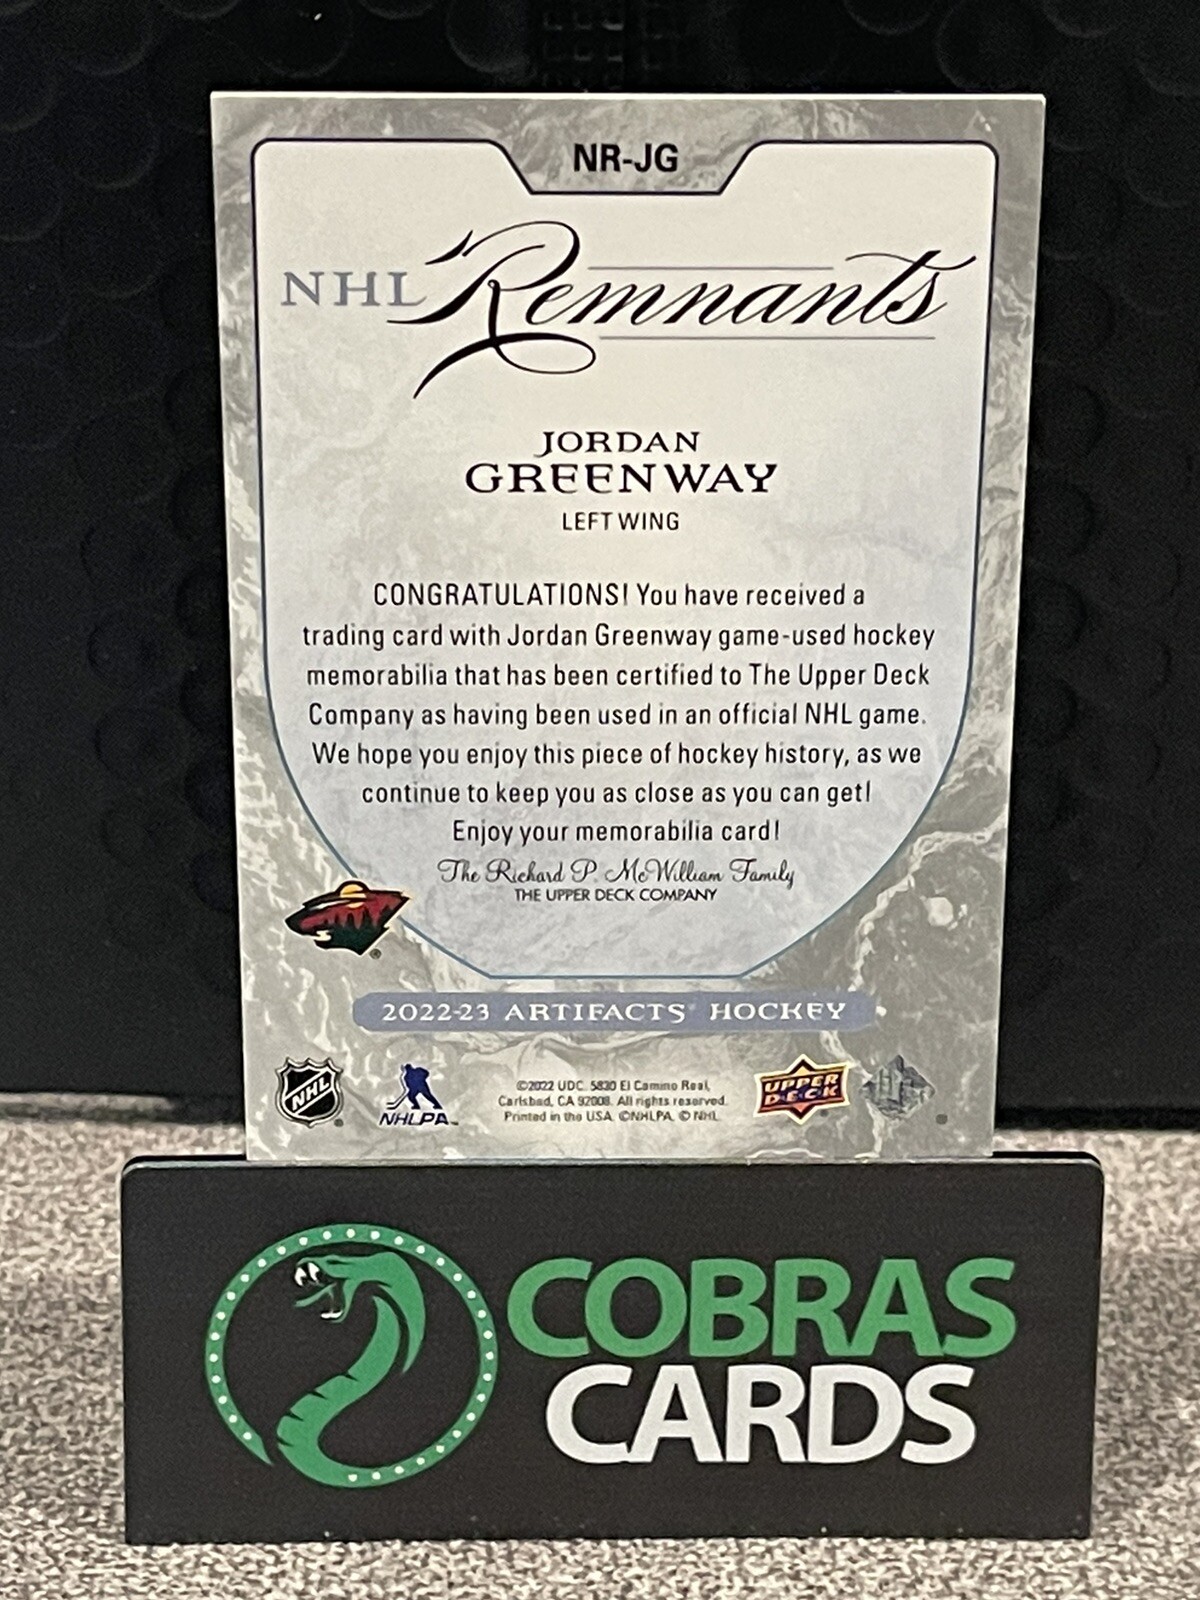 NR-JG
NHL Remnants
JORDAN
GREENWAY
LEFT WING
CONGRATULATIONS! You have received a
trading card with Jordan Greenway game-used hockey
memorabilia that has been certified to The Upper Deck
Company as having been used in an official NHL game.
We hope you enjoy this piece of hockey history, as we
continue to keep you as close as you can get!
Enjoy your memorabilia card!
The Richard P. McWilliam Family
THE UPPER DECK COMPANY
2022-23 ARTIFACTS® HOCKEY
NHL
NHLPA™
©2022 UDC. 5830 El Camino Real,
Carlsbad, CA 92008. All rights reserved.
Printed in the USA. ©NHLPA. © NHL.
UPPER
DECK
COBRAS
CARDS